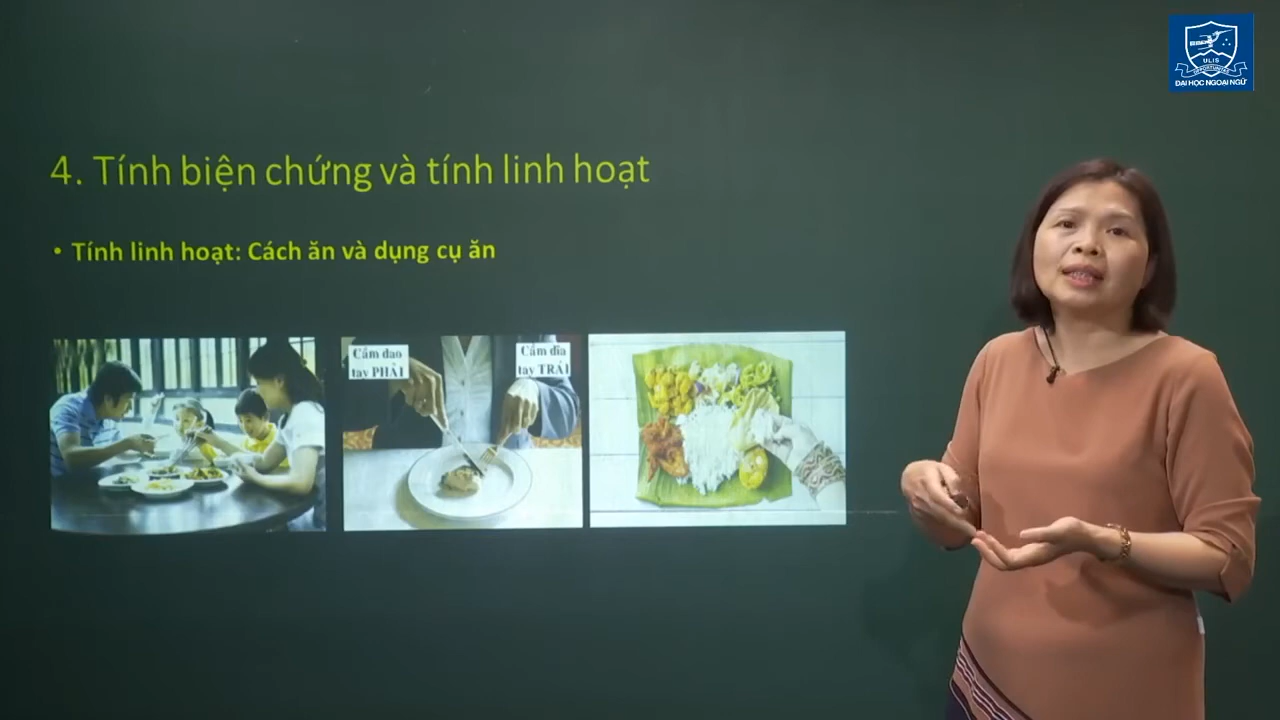 ULIS
ĐẠI HỌC NGOẠI NGỮ
4. Tính biện chứng và tính linh hoạt
• Tính linh hoạt: Cách ăn và dụng cụ ăn
Cầm dao
tay PHẢI
Cầm dĩa
tay TRÁI